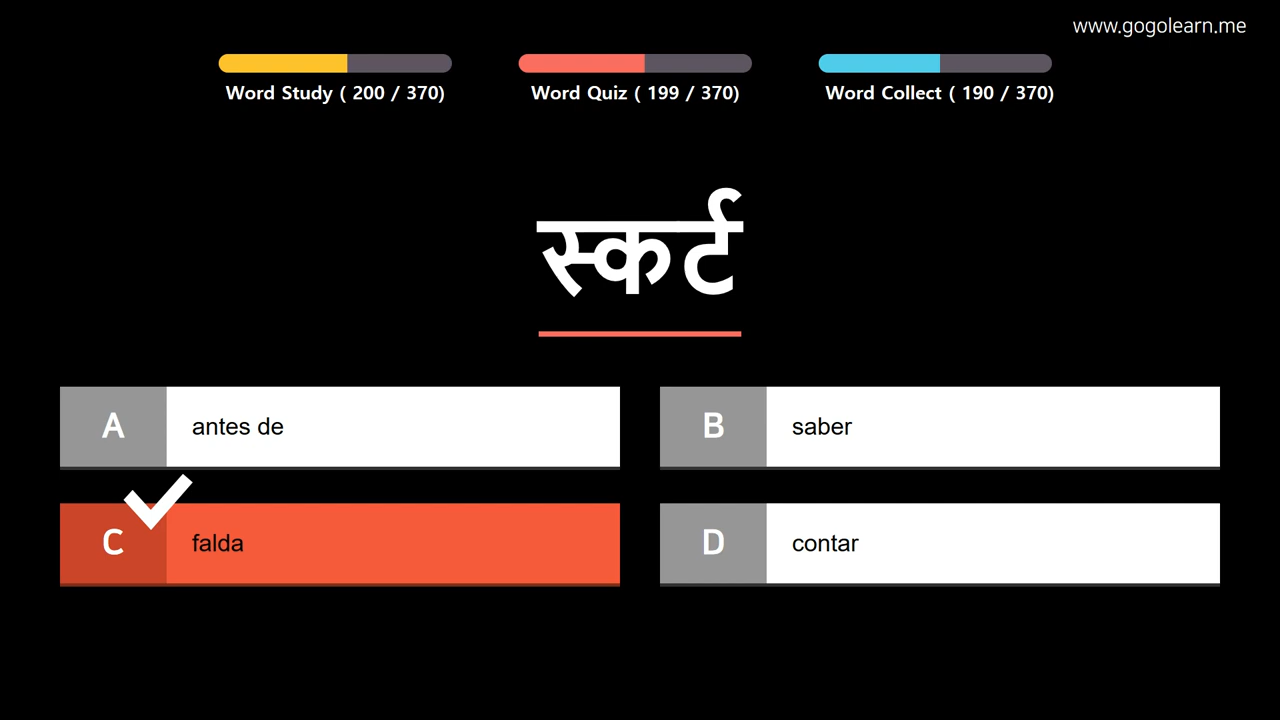 www.gogolearn.me
Word Study ( 200 / 370)
Word Quiz ( 199 / 370)
Word Collect ( 190 / 370)
स्कर्ट
A antes de
B saber
C falda
D contar